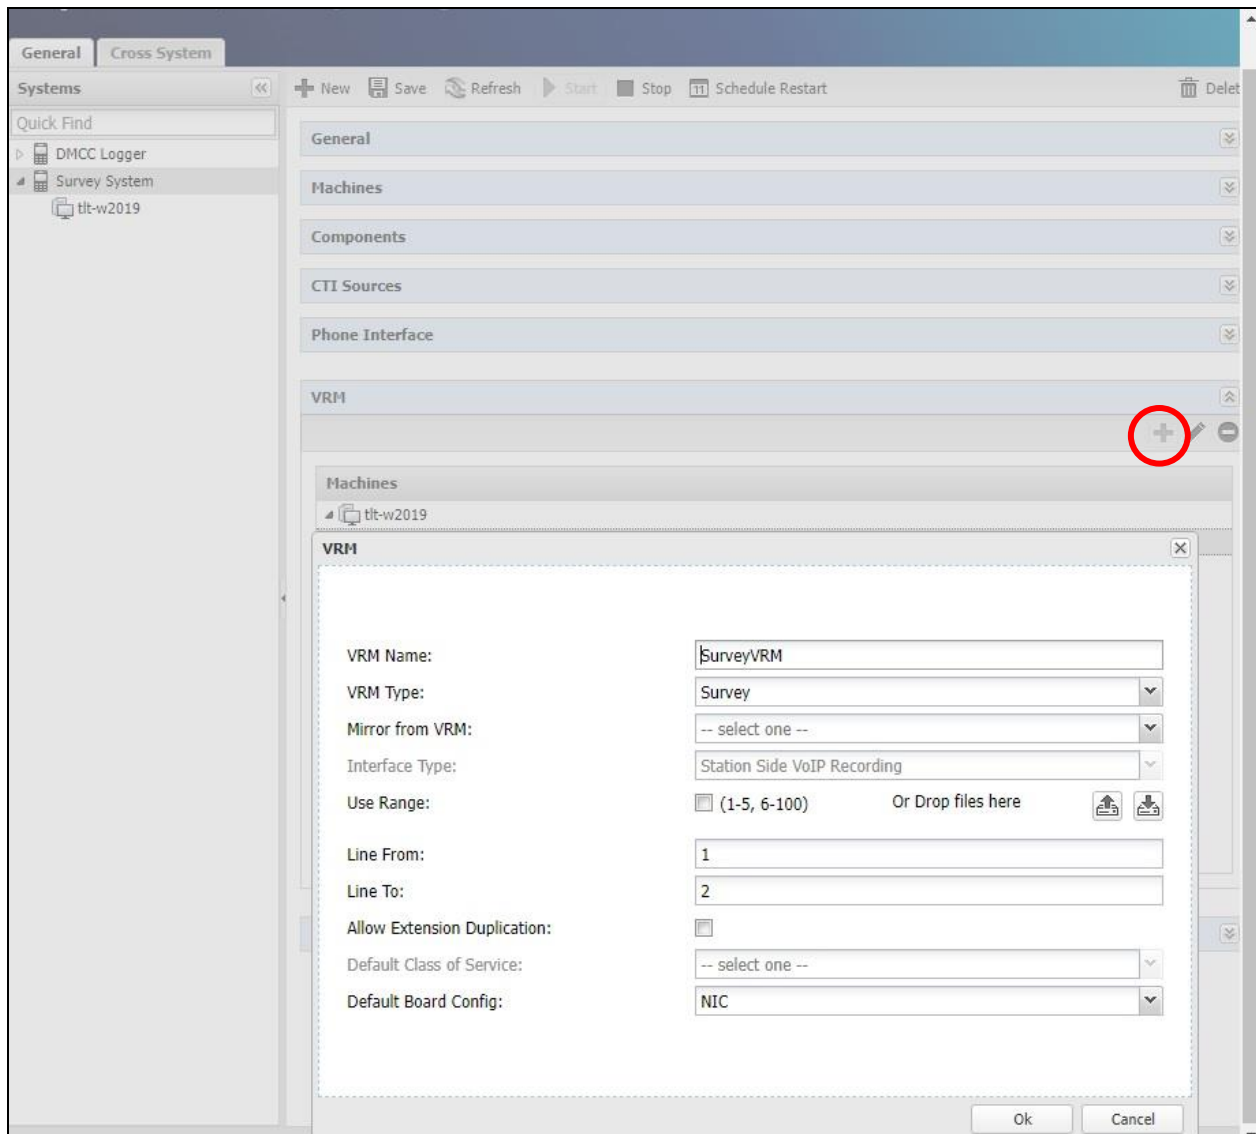 General Cross System
Systems New Save Refresh Start Stop 11 Schedule Restart Delet
Quick Find
General
DMCC Logger
Survey System
Machines
tlt-w2019
Components
CTI Sources
Phone Interface
VRM
Machines
tlt-w2019
VRM
VRM Name: SurveyVRM
VRM Type: Survey
Mirror from VRM: -- select one --
Interface Type: Station Side VoIP Recording
Use Range: (1-5, 6-100) Or Drop files here
Line From: 1
Line To: 2
Allow Extension Duplication:
Default Class of Service: -- select one --
Default Board Config: NIC
Ok Cancel